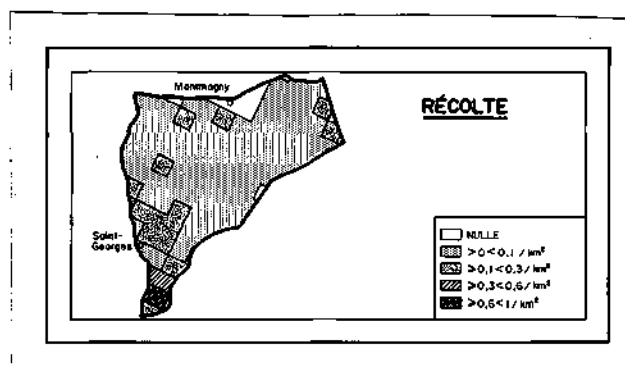 Montmagny
RÉCOLTE
Saint-
Georges
NULLE
>0<0,1 / km²
≥0,1<0,3 / km²
≥0,3<0,6 / km²
≥0,6<1 / km²